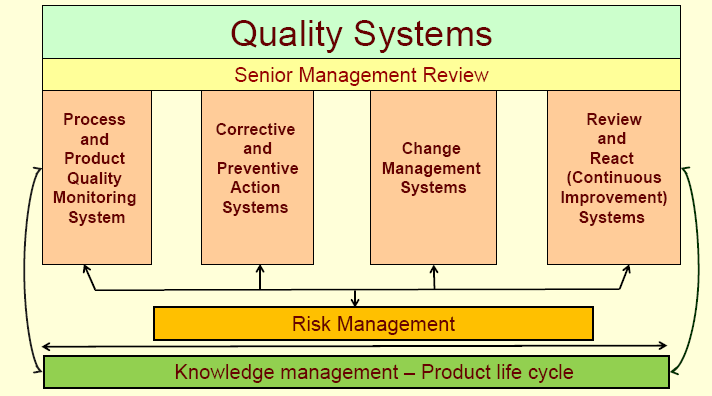 Quality Systems
Senior Management Review
Process
and
Product
Quality
Monitoring
System
Corrective
and
Preventive
Action
Systems
Change
Management
Systems
Review
and
React
(Continuous
Improvement)
Systems
Risk Management
Knowledge management – Product life cycle